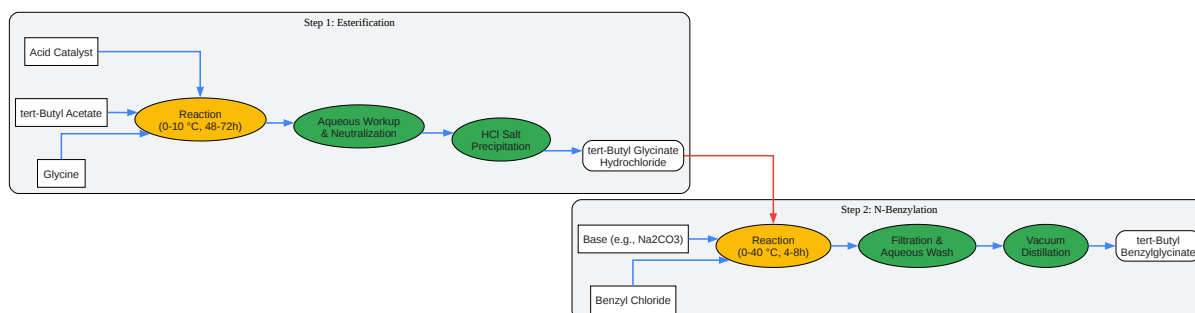 Step 1: Esterification
Acid Catalyst
tert-Butyl Acetate
Glycine
Reaction
(0-10 °C, 48-72h)
Aqueous Workup
& Neutralization
HCl Salt
Precipitation
tert-Butyl Glycinate
Hydrochloride
Step 2: N-Benzylation
Base (e.g., Na2CO3)
Benzyl Chloride
Reaction
(0-40 °C, 4-8h)
Filtration &
Aqueous Wash
Vacuum
Distillation
tert-Butyl
Benzylglycinate